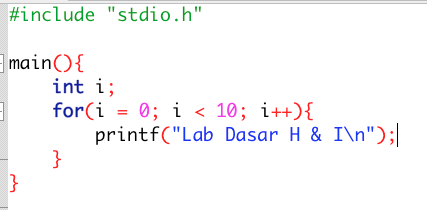 #include "stdio.h"
main(){
int i;
for(i = 0; i < 10; i++){
printf("Lab Dasar H & I\n");
}
}